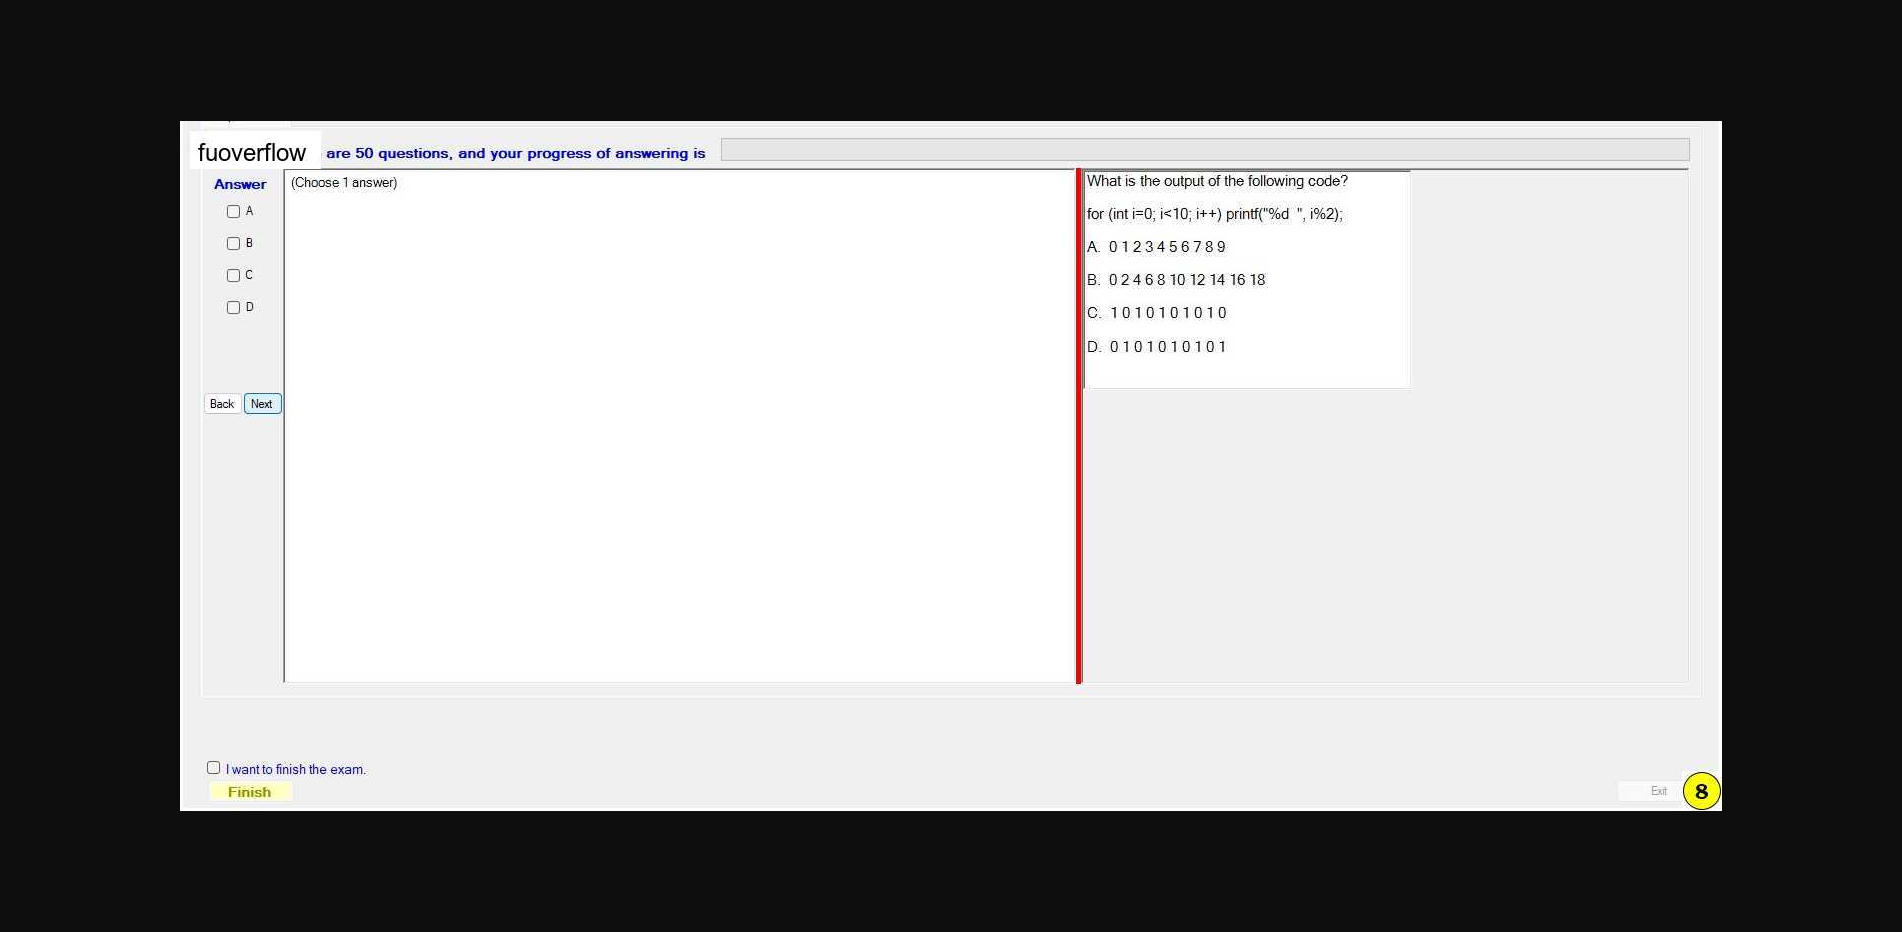 fuoverflow are 50 questions, and your progress of answering is
Answer
A
B
C
D
Back Next
(Choose 1 answer)
What is the output of the following code?
for (int i=0; i<10; i++) printf("%d  ", i%2);
A.  0 1 2 3 4 5 6 7 8 9
B.  0 2 4 6 8 10 12 14 16 18
C.  1 0 1 0 1 0 1 0 1 0
D.  0 1 0 1 0 1 0 1 0 1
I want to finish the exam.
Finish
Exit
8